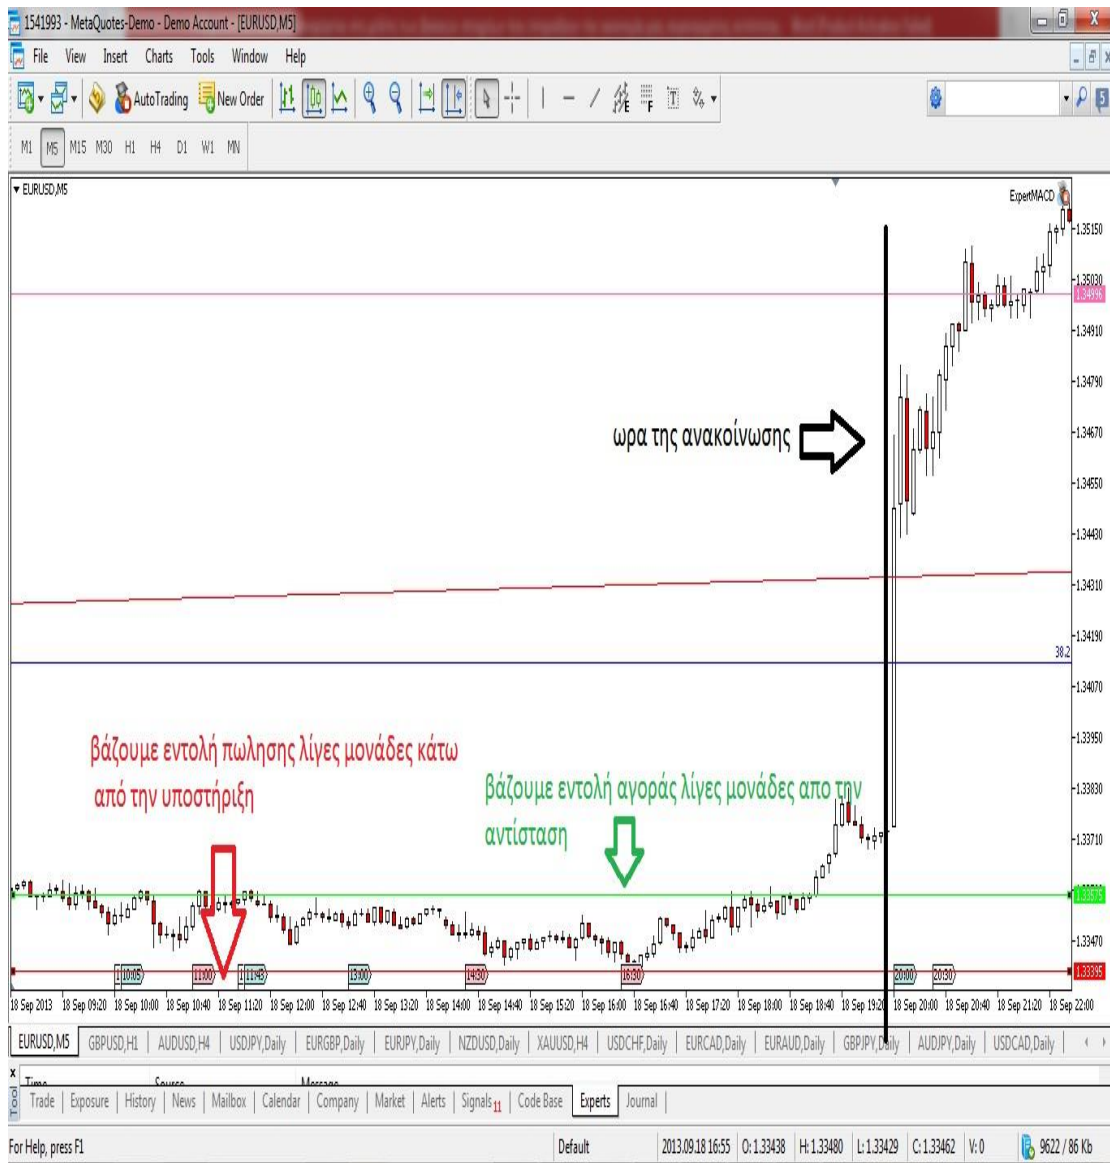 1541993 - MetaQuotes-Demo - Demo Account - [EURUSD,M5]
File View Insert Charts Tools Window Help
AutoTrading New Order
M1 M5 M15 M30 H1 H4 D1 W1 MN
EURUSD,M5
ExpertMACD
1.35150
1.35030
1.34996
1.34910
1.34790
ωρα της ανακοίνωσης
1.34670
1.34550
1.34430
1.34310
1.34190
38.2
1.34070
1.33950
βάζουμε εντολή πωλησης λίγες μονάδες κάτω
από την υποστήριξη
βάζουμε εντολή αγοράς λίγες μονάδες απο την
αντίσταση
1.33830
1.33710
1.33575
1.33470
1.33395
10:05 11:00 11:43 13:00 14:30 16:30 20:00 20:30
18 Sep 2013 18 Sep 09:20 18 Sep 10:00 18 Sep 10:40 18 Sep 11:20 18 Sep 12:00 18 Sep 12:40 18 Sep 13:20 18 Sep 14:00 18 Sep 14:40 18 Sep 15:20 18 Sep 16:00 18 Sep 16:40 18 Sep 17:20 18 Sep 18:00 18 Sep 18:40 18 Sep 19:20 18 Sep 20:00 18 Sep 20:40 18 Sep 21:20 18 Sep 22:00
EURUSD,M5 GBPUSD,H1 AUDUSD,H4 USDJPY,Daily EURGBP,Daily EURJPY,Daily NZDUSD,Daily XAUUSD,H4 USDCHF,Daily EURCAD,Daily EURAUD,Daily GBPJPY,Daily AUDJPY,Daily USDCAD,Daily
Time Source Message
Tool
Trade Exposure History News Mailbox Calendar Company Market Alerts Signals 11 Code Base Experts Journal
For Help, press F1 Default 2013.09.18 16:55 O: 1.33438 H: 1.33480 L: 1.33429 C: 1.33462 V: 0 9622 / 86 Kb